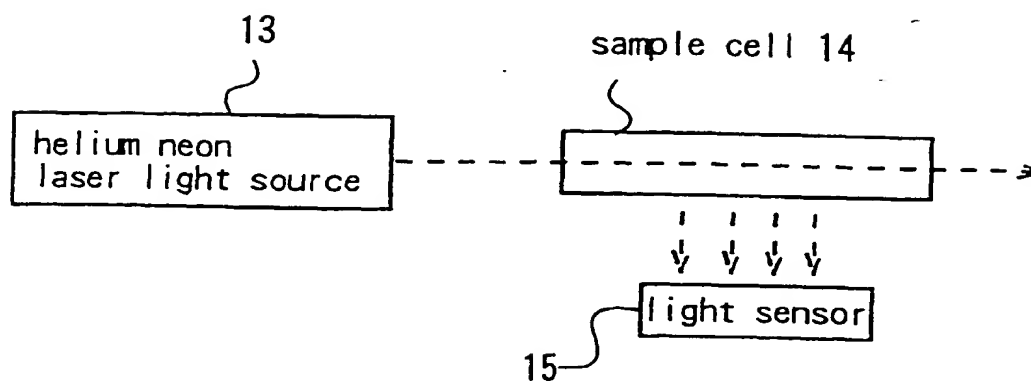 13
sample cell 14
helium neon
laser light source
light sensor
15